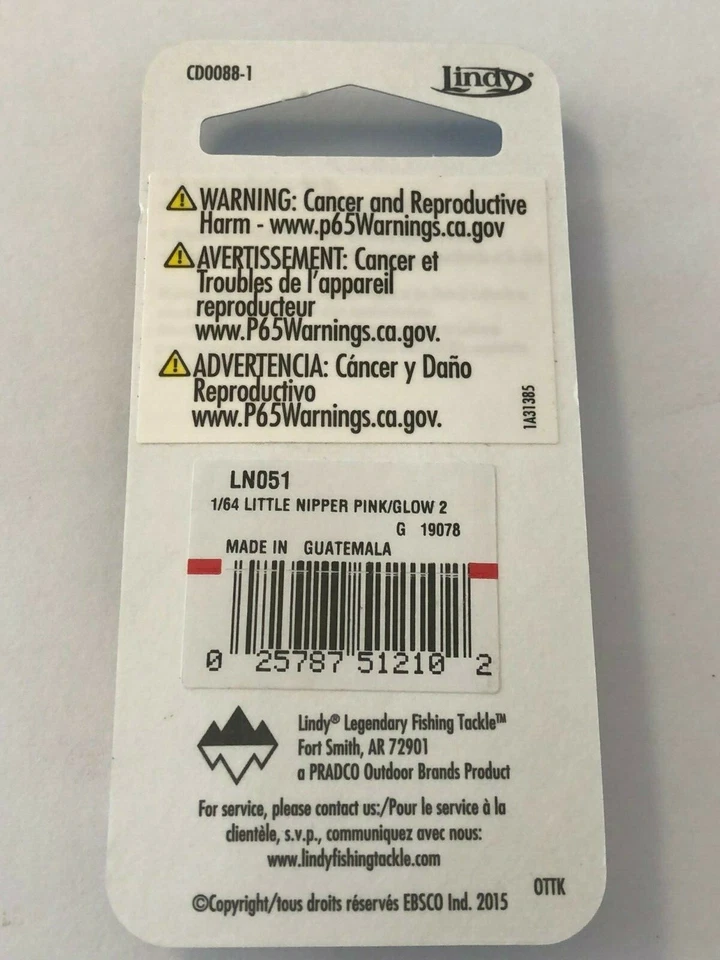 CD0088-1
Lindy
WARNING: Cancer and Reproductive
Harm - www.p65Warnings.ca.gov
AVERTISSEMENT: Cancer et
Troubles de l'appareil
reproducteur
www.P65Warnings.ca.gov.
ADVERTENCIA: Cáncer y Daño
Reproductivo
www.P65Warnings.ca.gov.
1A31385
LN051
1/64 LITTLE NIPPER PINK/GLOW 2
G 19078
MADE IN GUATEMALA
0 25787 51210 2
Lindy® Legendary Fishing Tackle™
Fort Smith, AR 72901
a PRADCO Outdoor Brands Product
For service, please contact us:/Pour le service à la
clientèle, s.v.p., communiquez avec nous:
www.lindyfishingtackle.com
OTTK
©Copyright/tous droits réservés EBSCO Ind. 2015